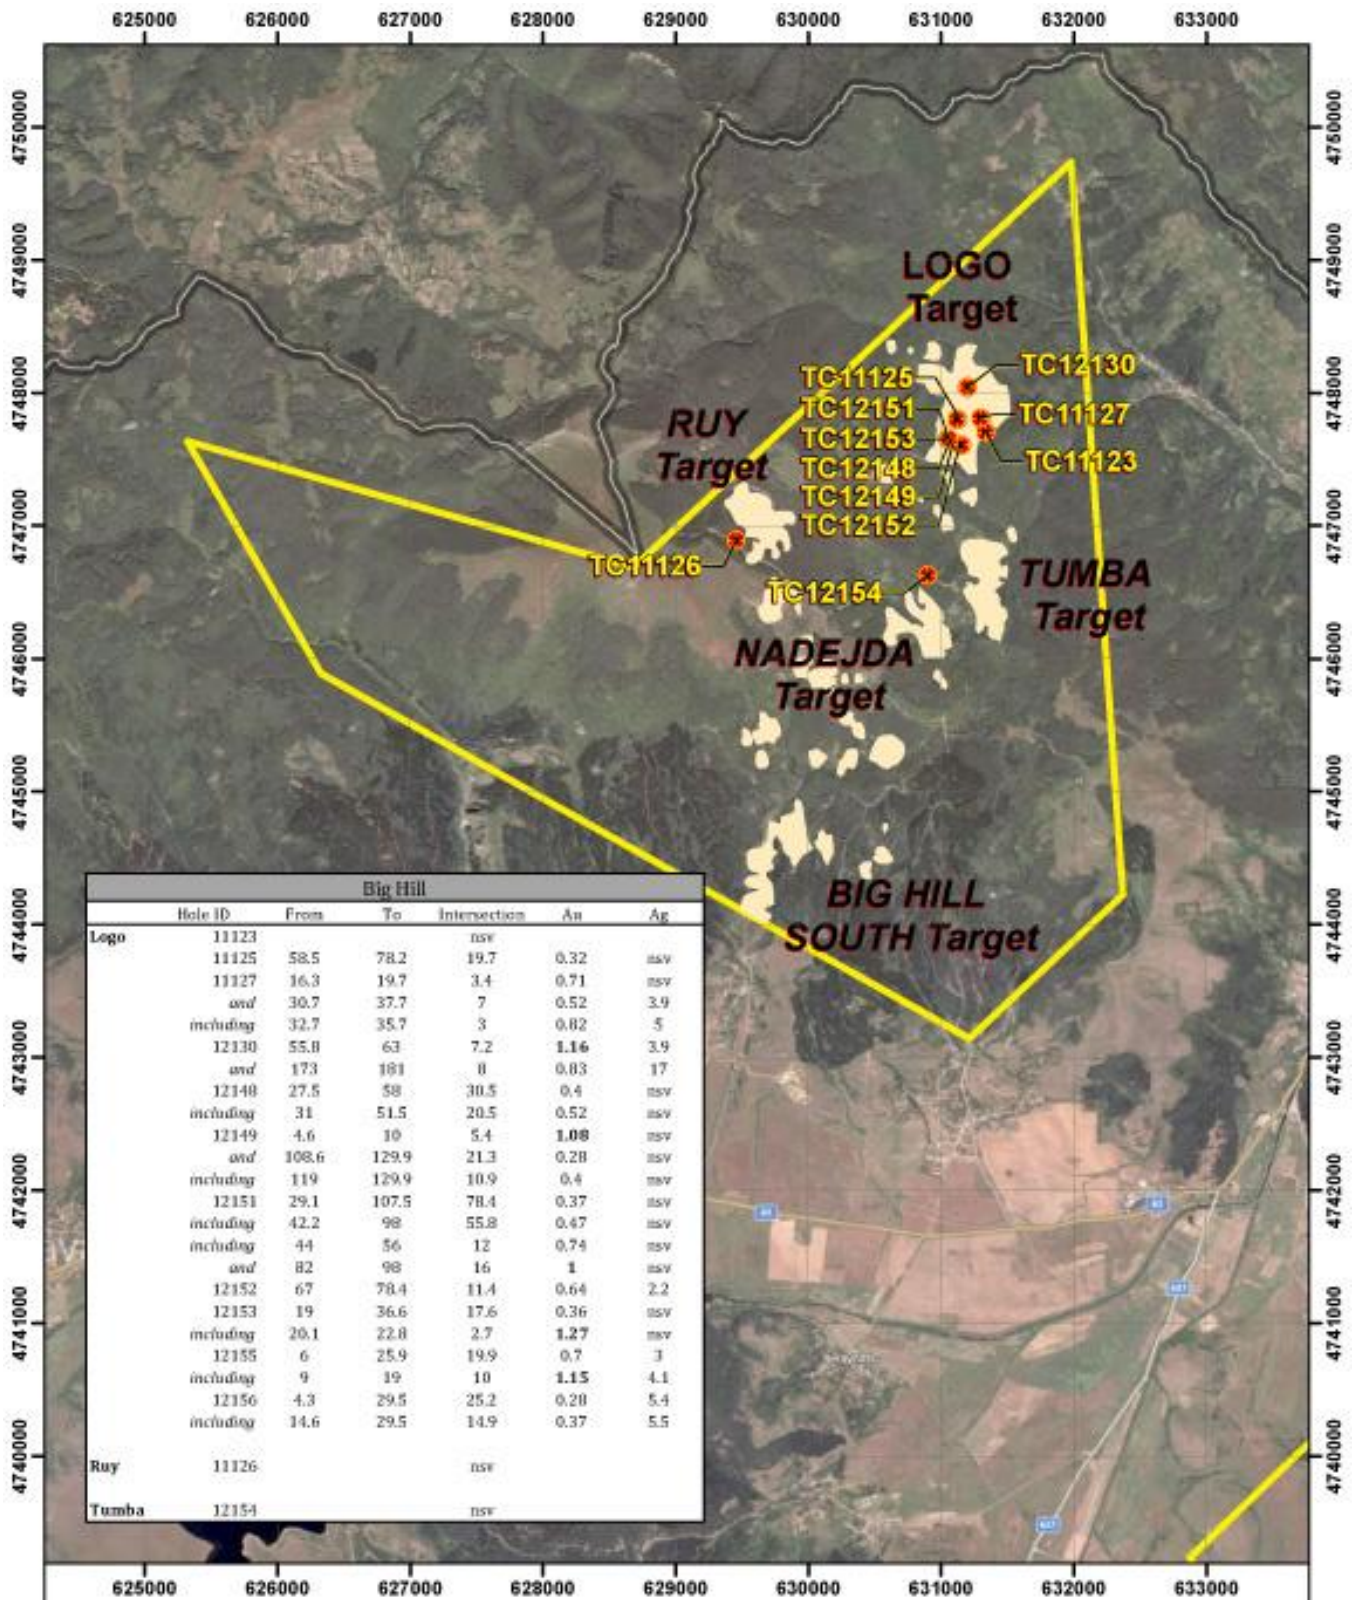 625000 626000 627000 628000 629000 630000 631000 632000 633000
4750000 4750000
4749000 4749000
4748000 4748000
4747000 4747000
4746000 4746000
4745000 4745000
4744000 4744000
4743000 4743000
4742000 4742000
4741000 4741000
4740000 4740000
LOGO
Target
TC12130
TC11125
TC12151
TC11127
TC12153
TC11123
TC12148
TC12149
TC12152
RUY
Target
TC11126
TC12154
TUMBA
Target
NADEJDA
Target
BIG HILL
SOUTH Target
Big Hill
Hole ID From To Intersection Au Ag
Logo 11123 nsv
11125 58.5 78.2 19.7 0.32 nsv
11127 16.3 19.7 3.4 0.71 nsv
and 30.7 37.7 7 0.52 3.9
including 32.7 35.7 3 0.82 5
12130 55.8 63 7.2 1.16 3.9
and 173 181 8 0.83 17
12148 27.5 58 30.5 0.4 nsv
including 31 51.5 20.5 0.52 nsv
12149 4.6 10 5.4 1.08 nsv
and 108.6 129.9 21.3 0.28 nsv
including 119 129.9 10.9 0.4 nsv
12151 29.1 107.5 78.4 0.37 nsv
including 42.2 98 55.8 0.47 nsv
including 44 56 12 0.74 nsv
and 82 98 16 1 nsv
12152 67 78.4 11.4 0.64 2.2
12153 19 36.6 17.6 0.36 nsv
including 20.1 22.8 2.7 1.27 nsv
12155 6 25.9 19.9 0.7 3
including 9 19 10 1.15 4.1
12156 4.3 29.5 25.2 0.28 5.4
including 14.6 29.5 14.9 0.37 5.5
Ruy 11126 nsv
Tumba 12154 nsv
637
637
625000 626000 627000 628000 629000 630000 631000 632000 633000